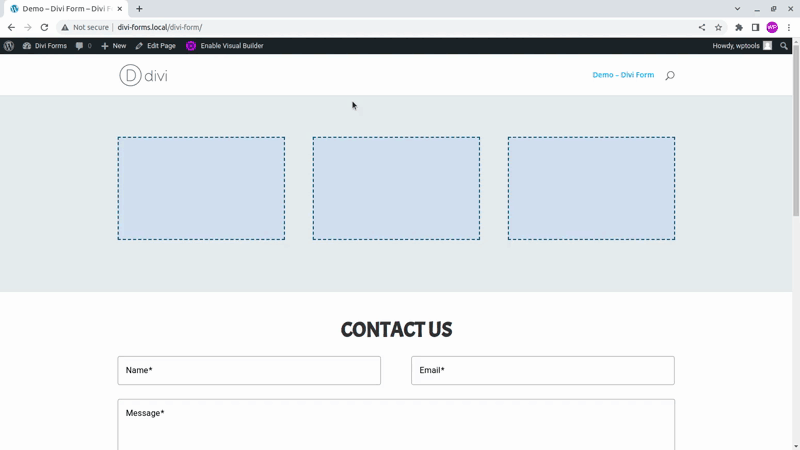 Demo – Divi Form – Divi F
Not secure divi-forms.local/divi-form/
WP
Divi Forms 0 New Edit Page Enable Visual Builder Howdy, wptools
D divi
Demo – Divi Form
CONTACT US
Name*
Email*
Message*